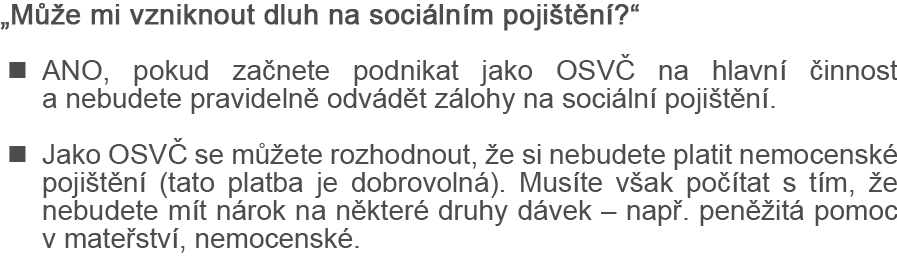 „Může mi vzniknout dluh na sociálním pojištění?“
■ ANO, pokud začnete podnikat jako OSVČ na hlavní činnost
a nebudete pravidelně odvádět zálohy na sociální pojištění.
■ Jako OSVČ se můžete rozhodnout, že si nebudete platit nemocenské
pojištění (tato platba je dobrovolná). Musíte však počítat s tím, že
nebudete mít nárok na některé druhy dávek – např. peněžitá pomoc
v mateřství, nemocenské.